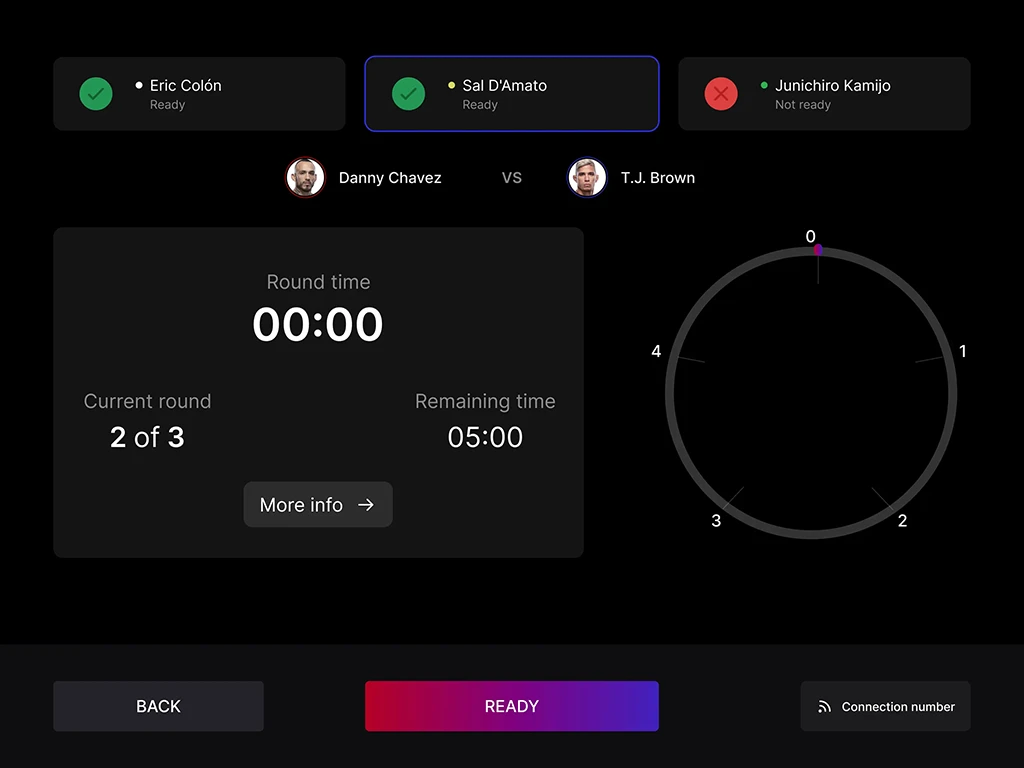 Eric Colón
Ready
Sal D'Amato
Ready
Junichiro Kamijo
Not ready
Danny Chavez
VS
T.J. Brown
Round time
00:00
Current round
2 of 3
Remaining time
05:00
More info
0
1
2
3
4
BACK
READY
Connection number